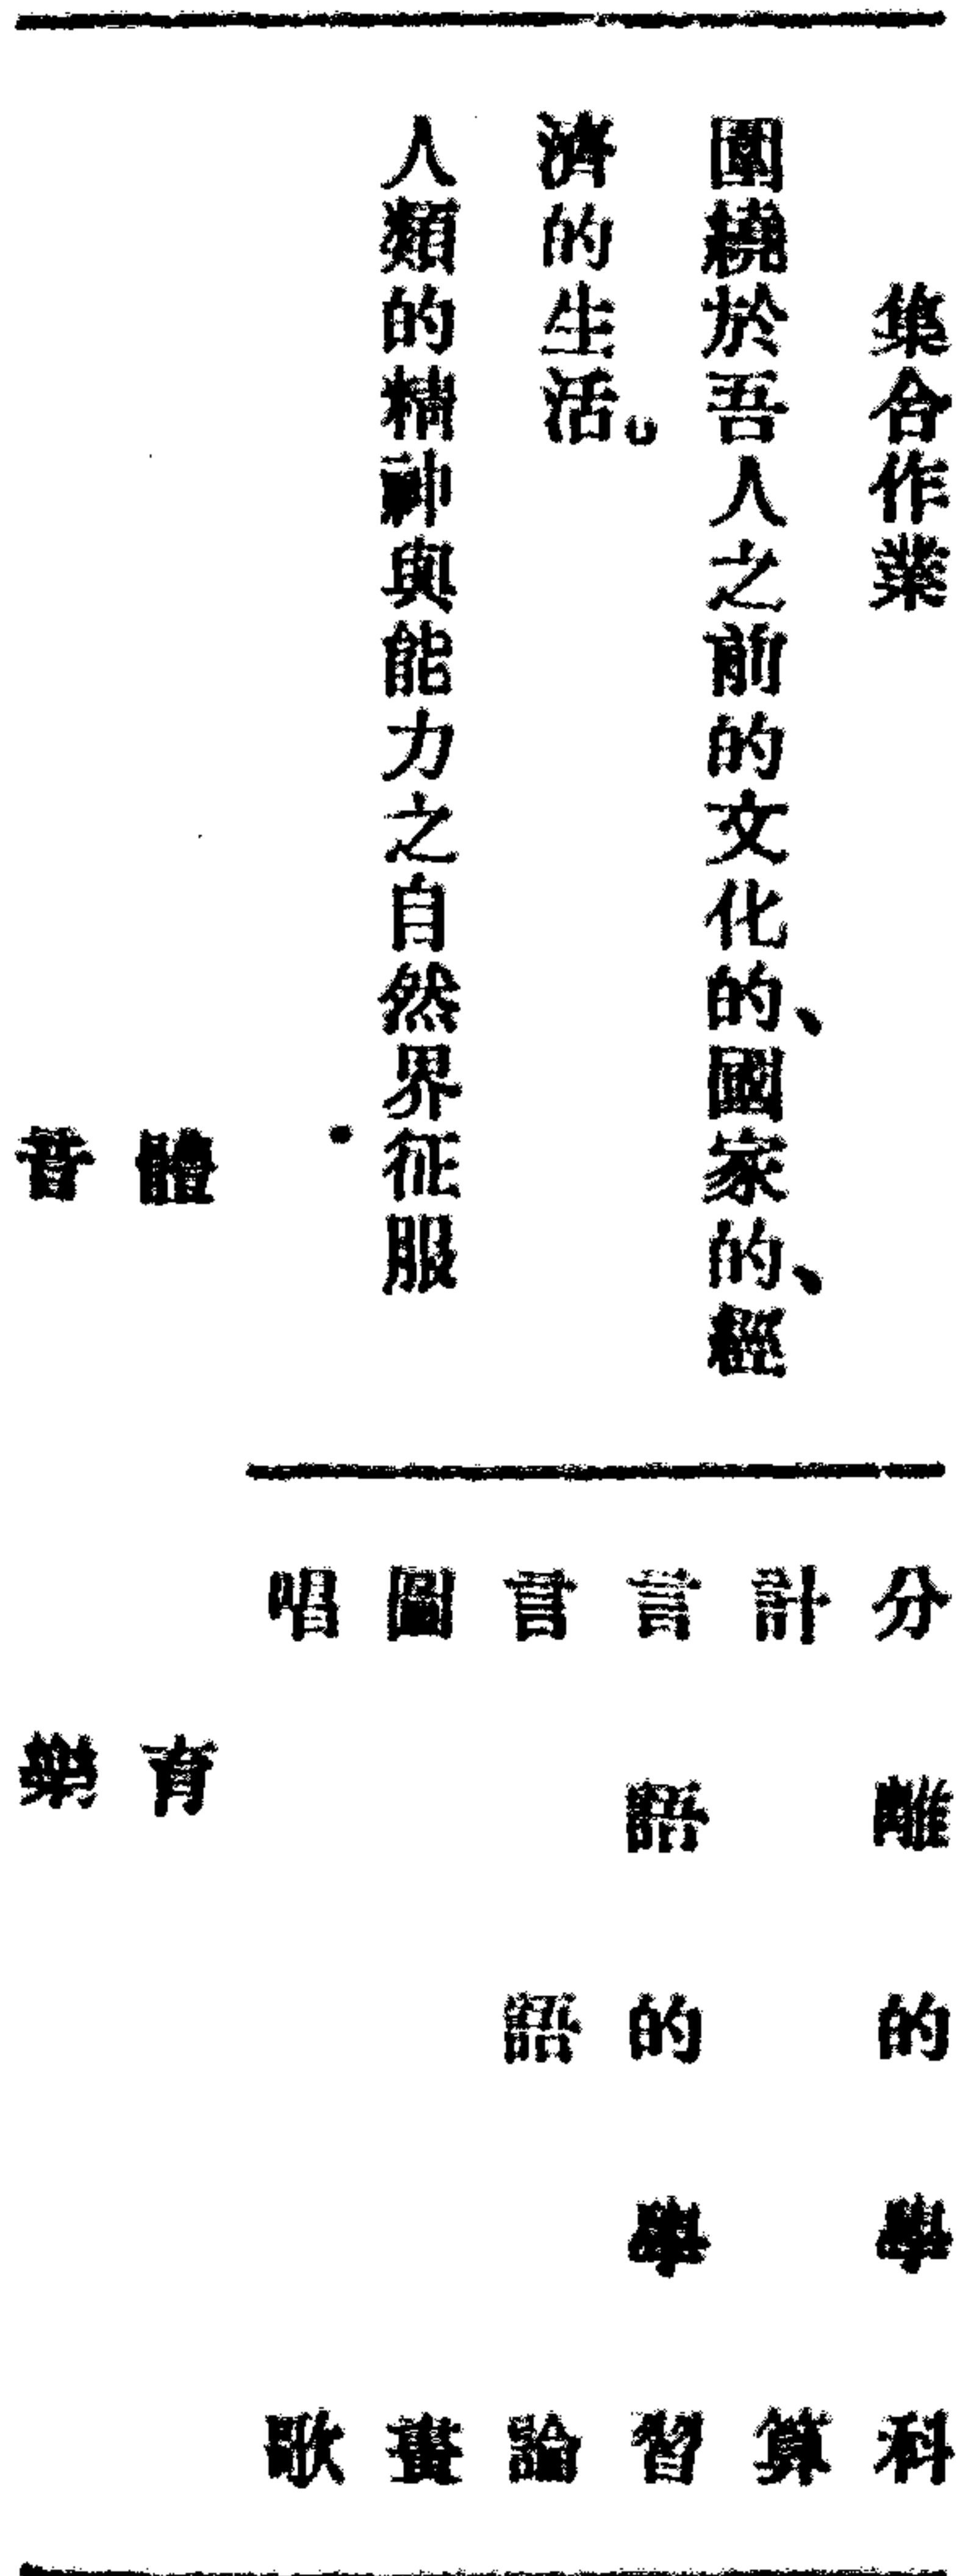 集合作業
圍繞於吾人之前的文化的、國家的、經
濟的生活。
人類的精神與能力之自然界征服
分離的學科
計算
言語的學習
言語論
圖畫
唱歌
體育
音樂